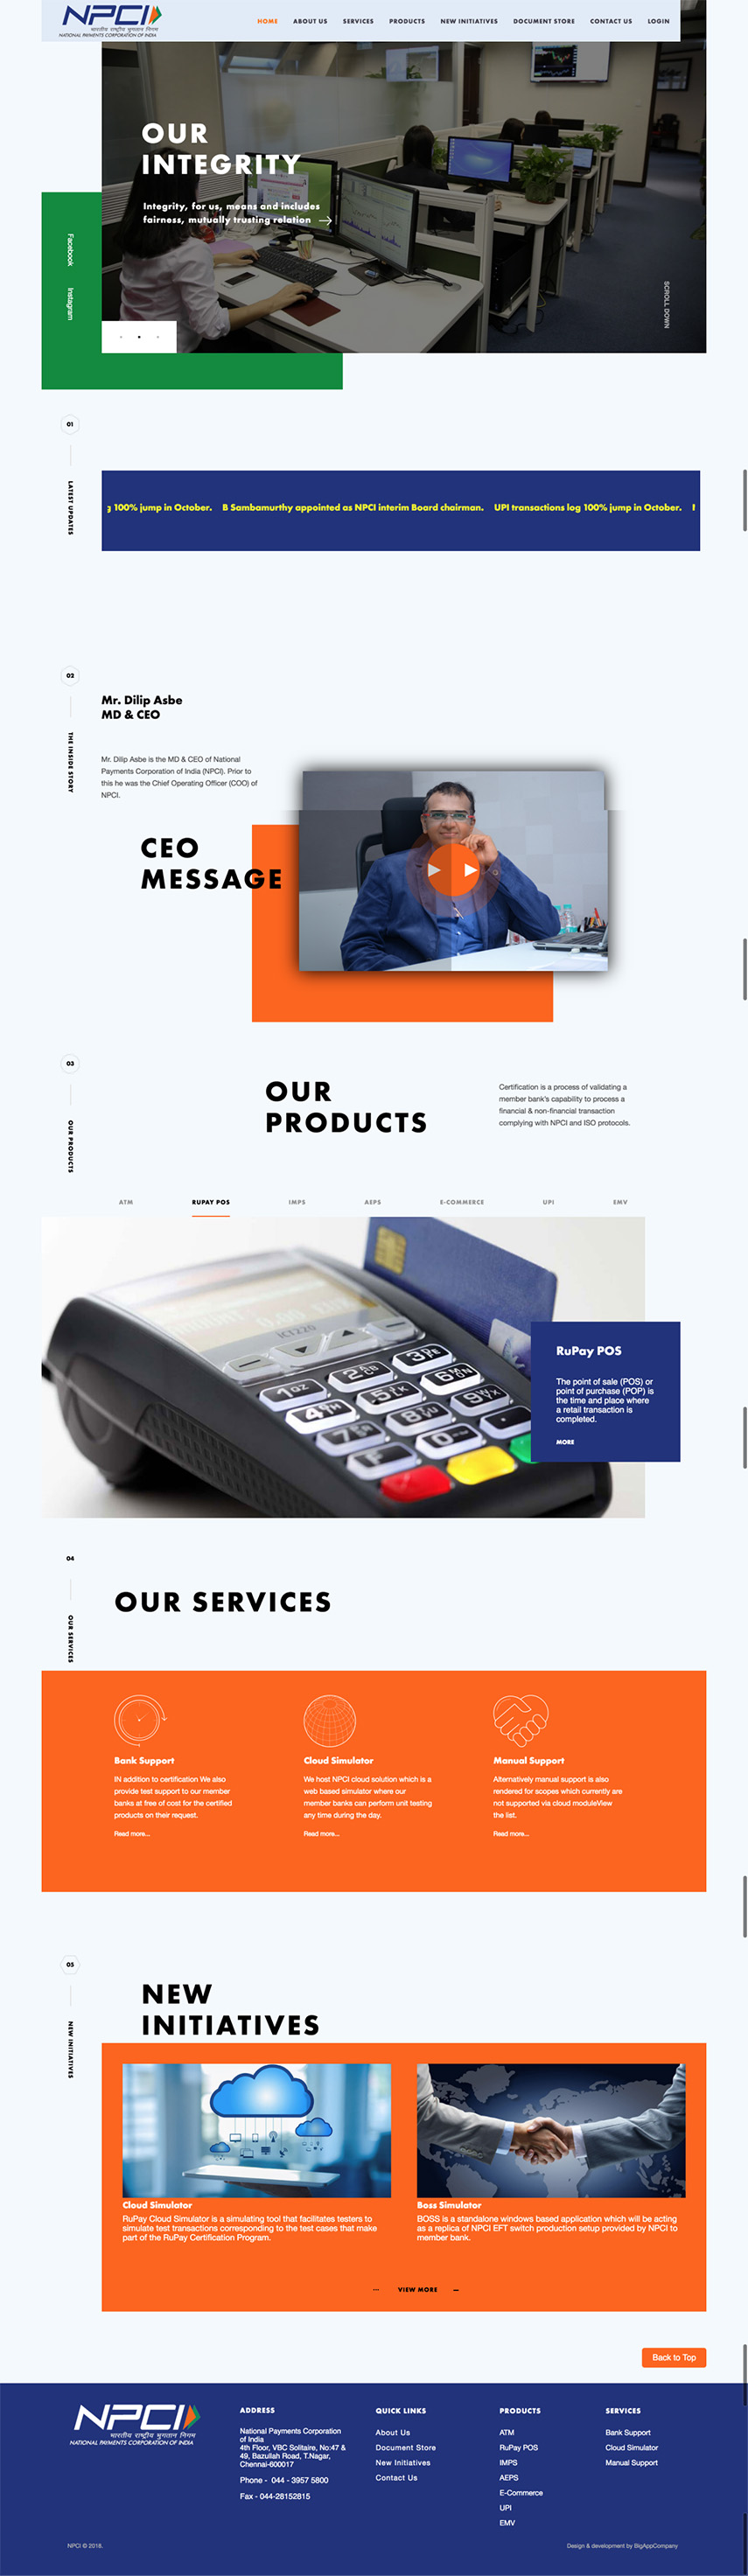 NPCI
भारतीय राष्ट्रीय भुगतान निगम
NATIONAL PAYMENTS CORPORATION OF INDIA
HOME ABOUT US SERVICES PRODUCTS NEW INITIATIVES DOCUMENT STORE CONTACT US LOGIN
OUR
INTEGRITY
Integrity, for us, means and includes
fairness, mutually trusting relation
Facebook
Instagram
SCROLL DOWN
01
LATEST UPDATES
g 100% jump in October. B Sambamurthy appointed as NPCI interim Board chairman. UPI transactions log 100% jump in October.
02
THE INSIDE STORY
Mr. Dilip Asbe
MD & CEO
Mr. Dilip Asbe is the MD & CEO of National
Payments Corporation of India (NPCI). Prior to
this he was the Chief Operating Officer (COO) of
NPCI.
CEO
MESSAGE
03
OUR PRODUCTS
OUR
PRODUCTS
Certification is a process of validating a
member bank's capability to process a
financial & non-financial transaction
complying with NPCI and ISO protocols.
ATM RUPAY POS IMPS AEPS E-COMMERCE UPI EMV
iCT220
RuPay POS
The point of sale (POS) or
point of purchase (POP) is
the time and place where
a retail transaction is
completed.
MORE
04
OUR SERVICES
OUR SERVICES
Bank Support
IN addition to certification We also
provide test support to our member
banks at free of cost for the certified
products on their request.
Read more...
Cloud Simulator
We host NPCI cloud solution which is a
web based simulator where our
member banks can perform unit testing
any time during the day.
Read more...
Manual Support
Alternatively manual support is also
rendered for scopes which currently are
not supported via cloud moduleView
the list.
Read more...
05
NEW INITIATIVES
NEW
INITIATIVES
Cloud Simulator
RuPay Cloud Simulator is a simulating tool that facilitates testers to
simulate test transactions corresponding to the test cases that make
part of the RuPay Certification Program.
Boss Simulator
BOSS is a standalone windows based application which will be acting
as a replica of NPCI EFT switch production setup provided by NPCI to
member bank.
VIEW MORE
Back to Top
NPCI
भारतीय राष्ट्रीय भुगतान निगम
NATIONAL PAYMENTS CORPORATION OF INDIA
ADDRESS
National Payments Corporation
of India
4th Floor, VBC Solitaire, No:47 &
49, Bazullah Road, T.Nagar,
Chennai-600017
Phone - 044 - 3957 5800
Fax - 044-28152815
QUICK LINKS
About Us
Document Store
New Initiatives
Contact Us
PRODUCTS
ATM
RuPay POS
IMPS
AEPS
E-Commerce
UPI
EMV
SERVICES
Bank Support
Cloud Simulator
Manual Support
NPCI © 2018.
Design & development by BigAppCompany